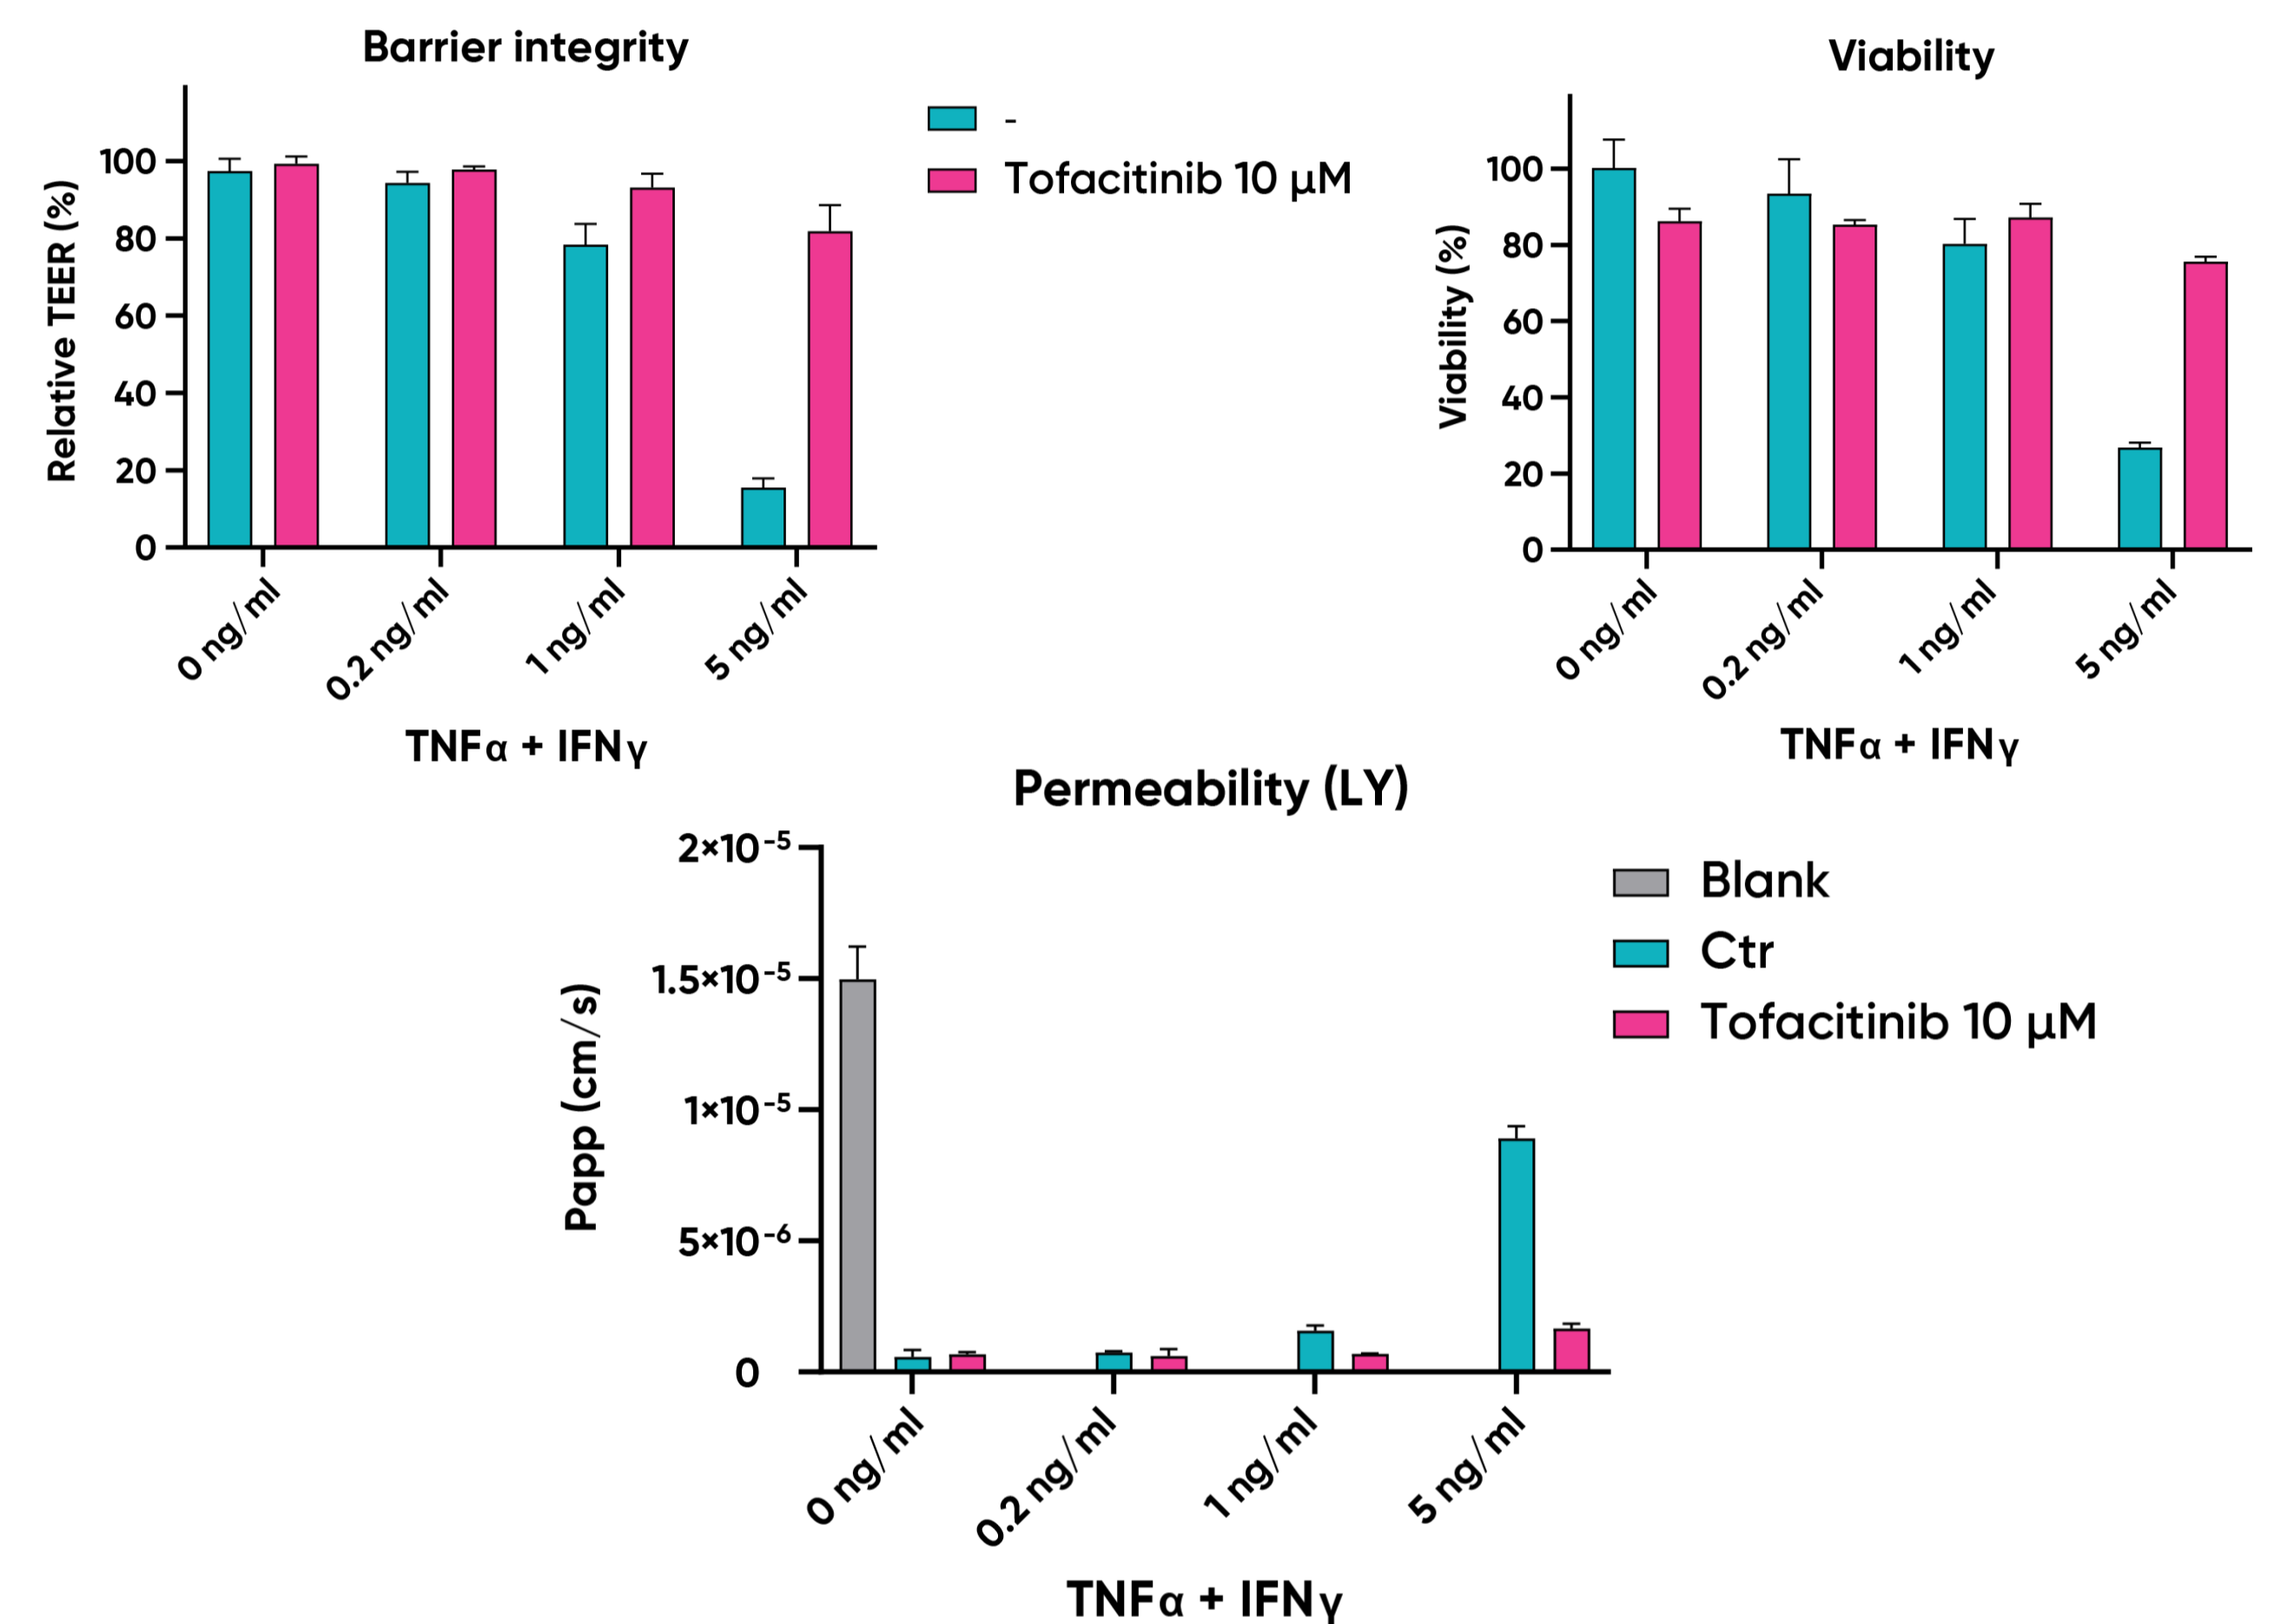 Barrier integrity
Relative TEER (%)
100
80
60
40
20
0
0 ng/ml
0.2 ng/ml
1 ng/ml
5 ng/ml
TNFα + IFNγ
-
Tofacitinib 10 µM
Viability
Viability (%)
100
80
60
40
20
0
0 ng/ml
0.2 ng/ml
1 ng/ml
5 ng/ml
TNFα + IFNγ
Permeability (LY)
Papp (cm/s)
2×10⁻⁵
1.5×10⁻⁵
1×10⁻⁵
5×10⁻⁶
0
0 ng/ml
0.2 ng/ml
1 ng/ml
5 ng/ml
TNFα + IFNγ
Blank
Ctr
Tofacitinib 10 µM